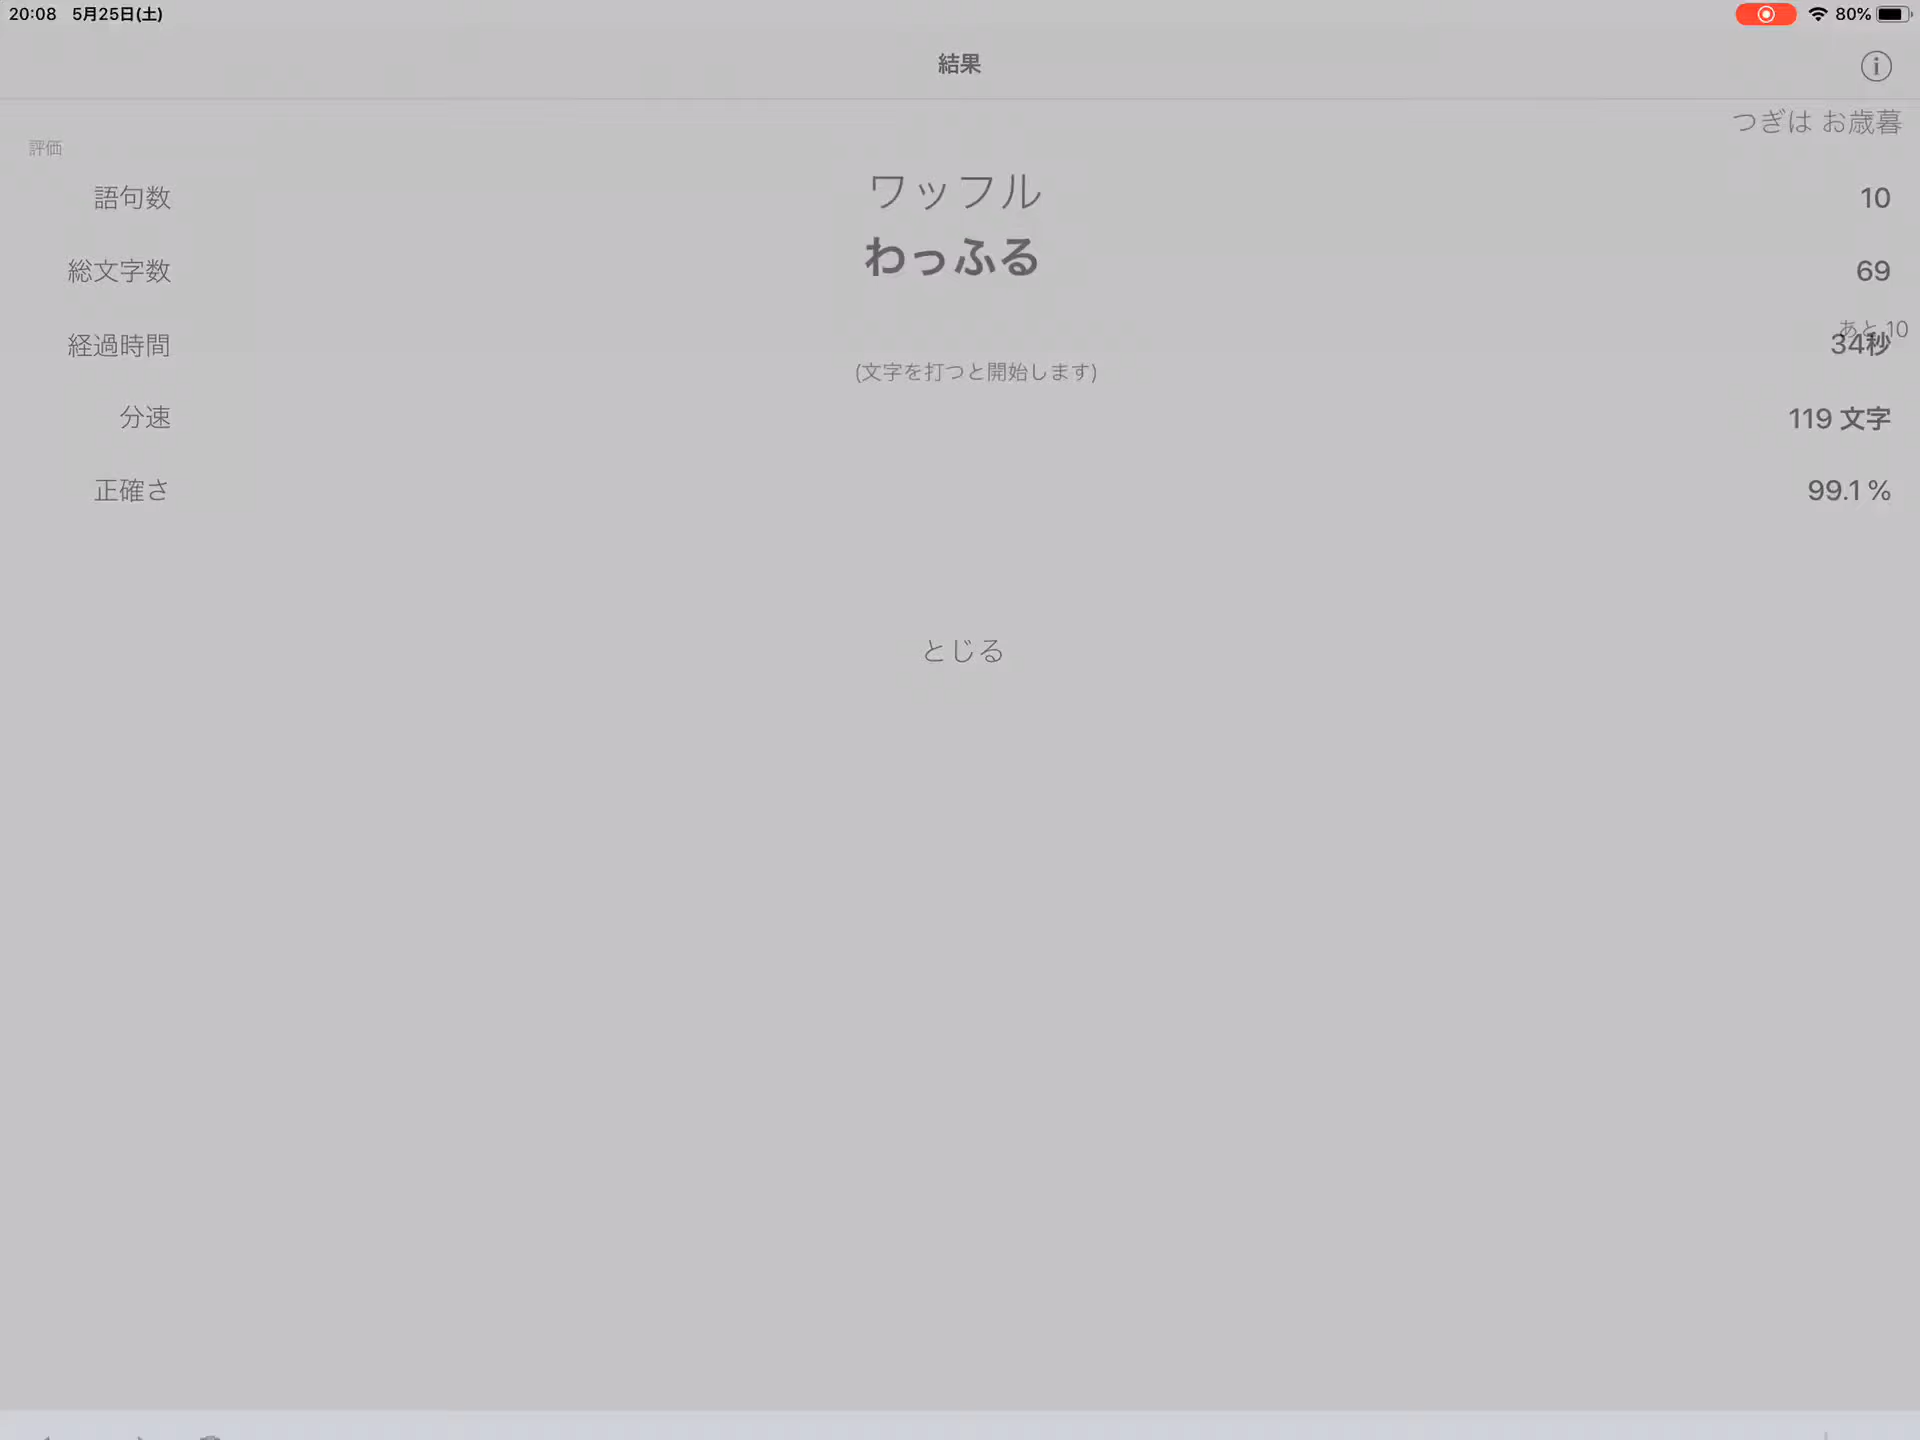 20:08 5月25日(土)
80%
結果
つぎは お歳暮
評価
ワッフル
語句数 10
わっふる
総文字数 69
あと 10
経過時間 34秒
(文字を打つと開始します)
分速 119 文字
正確さ 99.1 %
とじる